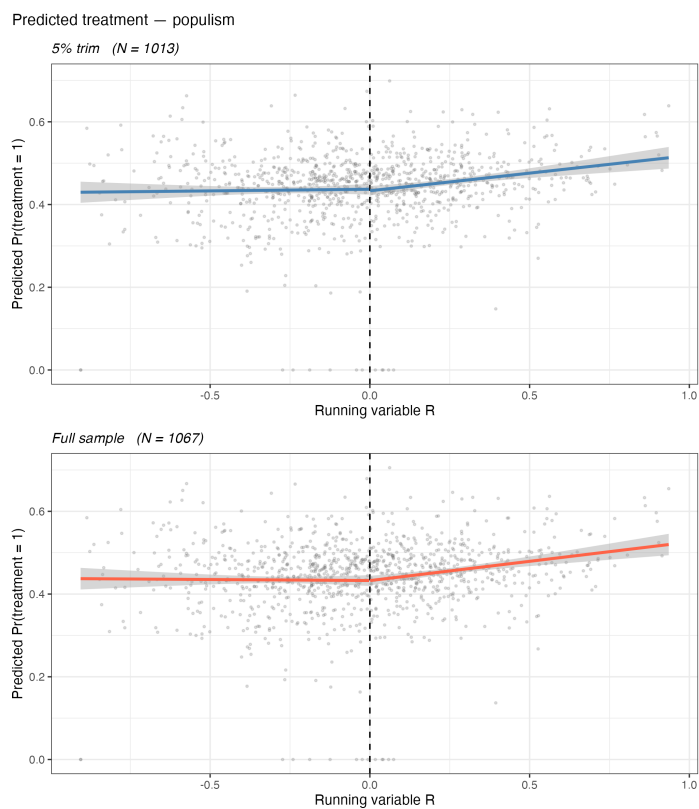 Predicted treatment — populism
5% trim (N = 1013)
Predicted Pr(treatment = 1)
0.6
0.4
0.2
0.0
-0.5
0.0
0.5
1.0
Running variable R
Full sample (N = 1067)
Predicted Pr(treatment = 1)
0.6
0.4
0.2
0.0
-0.5
0.0
0.5
1.0
Running variable R